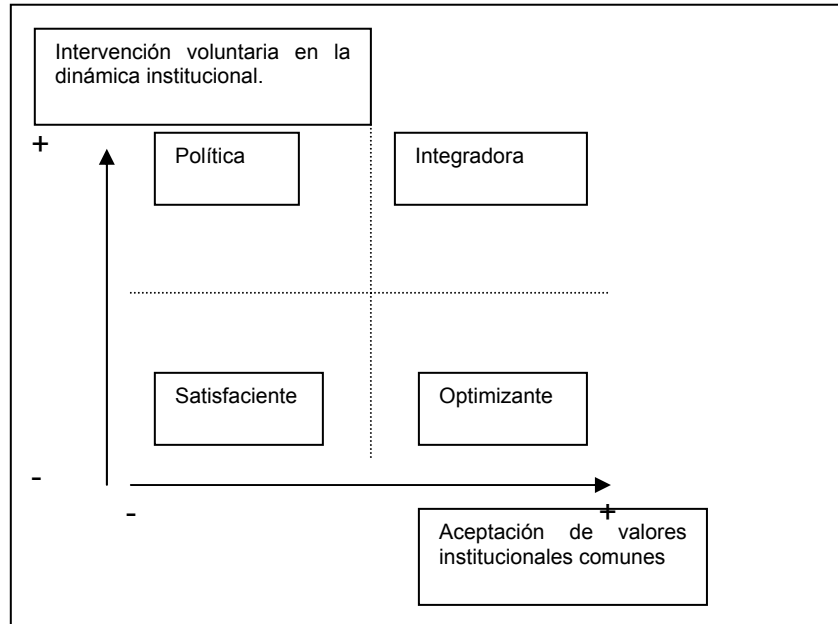 Intervención voluntaria en la
dinámica institucional.
+
Política
Integradora
Satisfaciente
Optimizante
-
-
+
Aceptación de valores
institucionales comunes